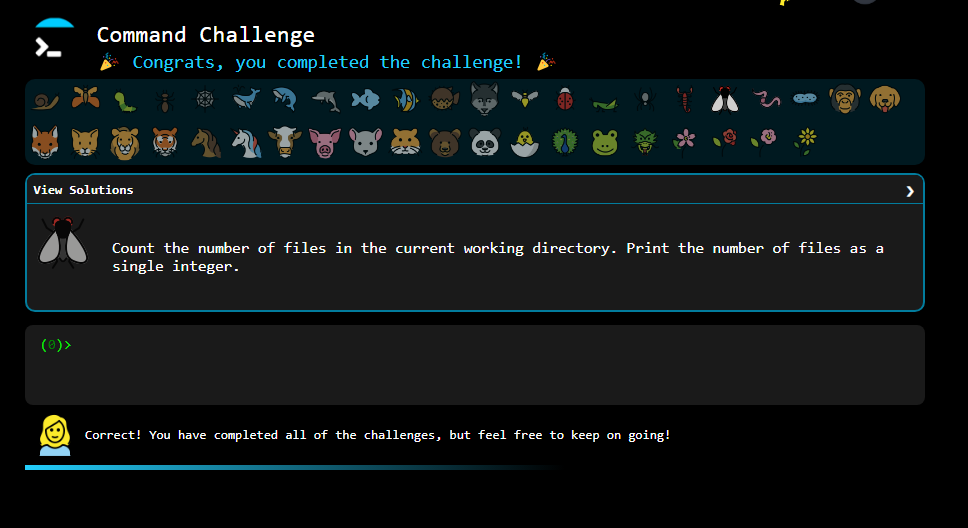 Command Challenge
🎉 Congrats, you completed the challenge! 🎉
View Solutions
Count the number of files in the current working directory. Print the number of files as a
single integer.
(0)>
Correct! You have completed all of the challenges, but feel free to keep on going!